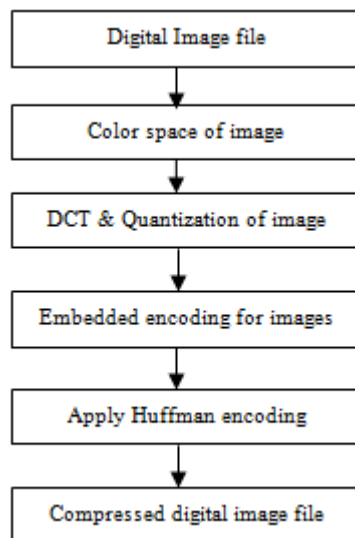 Digital Image file
Color space of image
DCT & Quantization of image
Embedded encoding for images
Apply Huffman encoding
Compressed digital image file